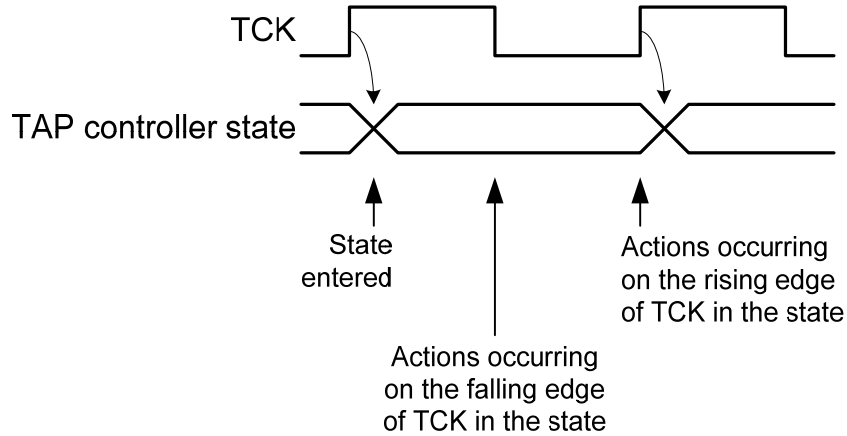 TCK
TAP controller state
State
entered
Actions occurring
on the rising edge
of TCK in the state
Actions occurring
on the falling edge
of TCK in the state